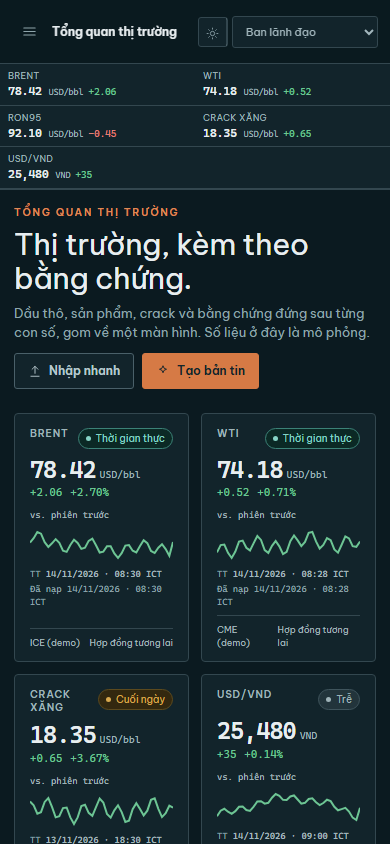 Tổng quan thị trường
Ban lãnh đạo
BRENT
78.42 USD/bbl +2.06
WTI
74.18 USD/bbl +0.52
RON95
92.10 USD/bbl −0.45
CRACK XĂNG
18.35 USD/bbl +0.65
USD/VND
25,480 VND +35
TỔNG QUAN THỊ TRƯỜNG
Thị trường, kèm theo
bằng chứng.
Dầu thô, sản phẩm, crack và bằng chứng đứng sau từng
con số, gom về một màn hình. Số liệu ở đây là mô phỏng.
Nhập nhanh
Tạo bản tin
BRENT
Thời gian thực
78.42 USD/bbl
+2.06 +2.70%
vs. phiên trước
TT 14/11/2026 · 08:30 ICT
Đã nạp 14/11/2026 · 08:30
ICT
ICE (demo) Hợp đồng tương lai
WTI
Thời gian thực
74.18 USD/bbl
+0.52 +0.71%
vs. phiên trước
TT 14/11/2026 · 08:28 ICT
Đã nạp 14/11/2026 · 08:28
ICT
CME
(demo)
Hợp đồng tương
lai
CRACK
XĂNG
Cuối ngày
18.35 USD/bbl
+0.65 +3.67%
vs. phiên trước
TT 13/11/2026 · 18:30 ICT
USD/VND
Trễ
25,480 VND
+35 +0.14%
vs. phiên trước
TT 14/11/2026 · 09:00 ICT